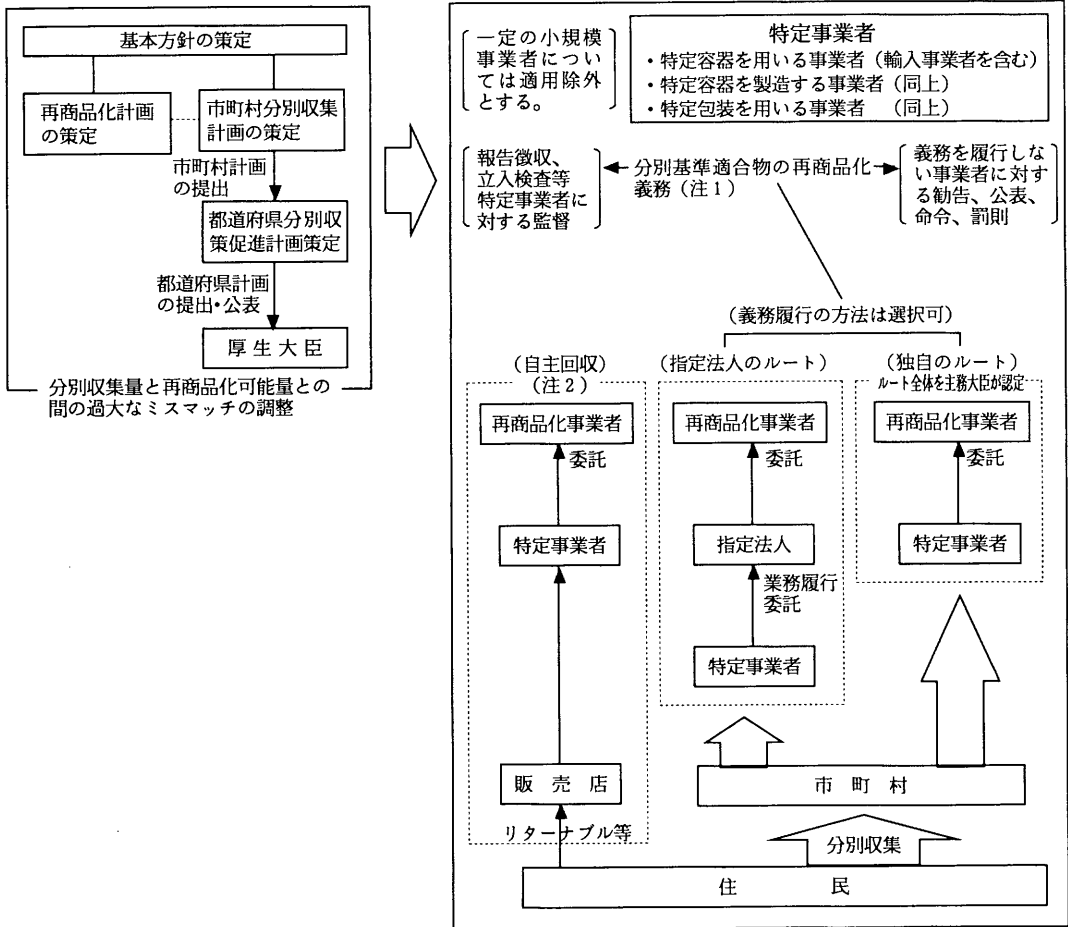 基本方針の策定
再商品化計画
の策定
市町村分別収集
計画の策定
市町村計画
の提出
都道府県分別収
策促進計画策定
都道府県計画
の提出・公表
厚生大臣
分別収集量と再商品化可能量との
間の過大なミスマッチの調整
一定の小規模
事業者につい
ては適用除外
とする。
特定事業者
・特定容器を用いる事業者（輸入事業者を含む）
・特定容器を製造する事業者（同上）
・特定包装を用いる事業者　（同上）
報告徴収、
立入検査等
特定事業者に
対する監督
分別基準適合物の再商品化
義務（注１）
義務を履行しな
い事業者に対す
る勧告、公表、
命令、罰則
（義務履行の方法は選択可）
（自主回収）
（注２）
再商品化事業者
委託
特定事業者
販売店
リターナブル等
（指定法人のルート）
再商品化事業者
委託
指定法人
業務履行
委託
特定事業者
（独自のルート）
ルート全体を主務大臣が認定
再商品化事業者
委託
特定事業者
市町村
分別収集
住民